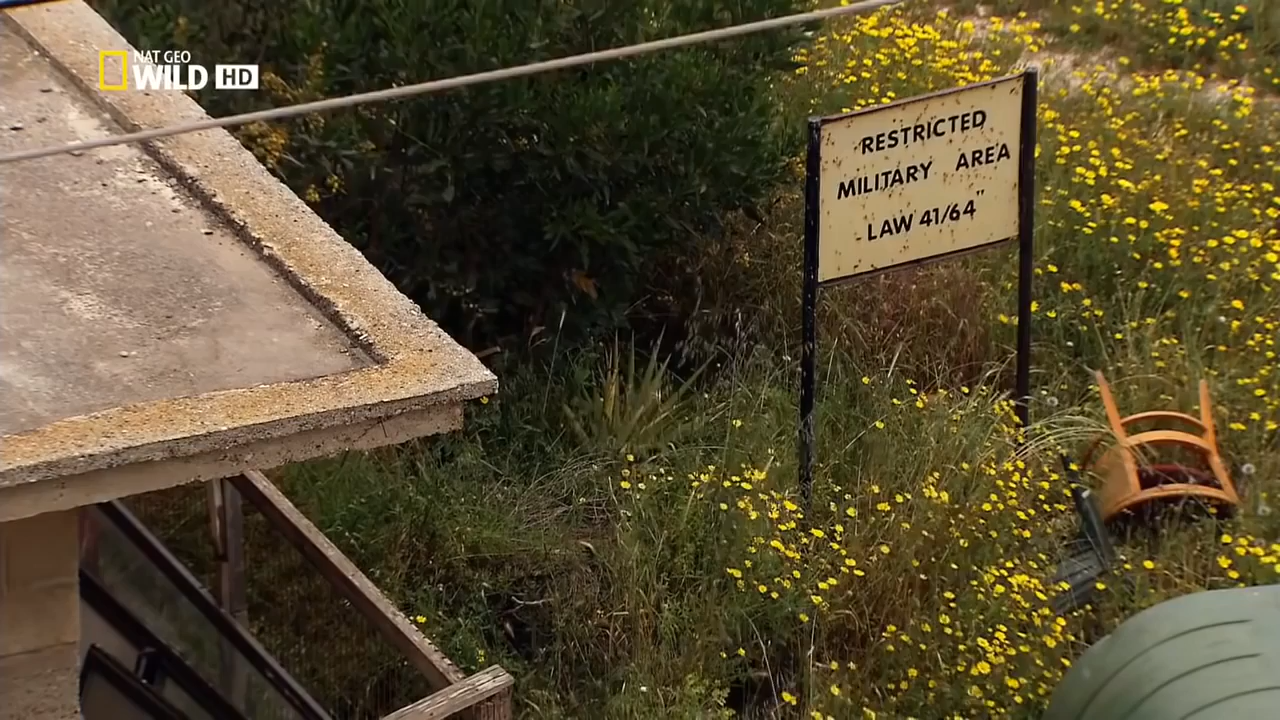 NAT GEO
WILD HD
RESTRICTED
MILITARY AREA
LAW 41/64"